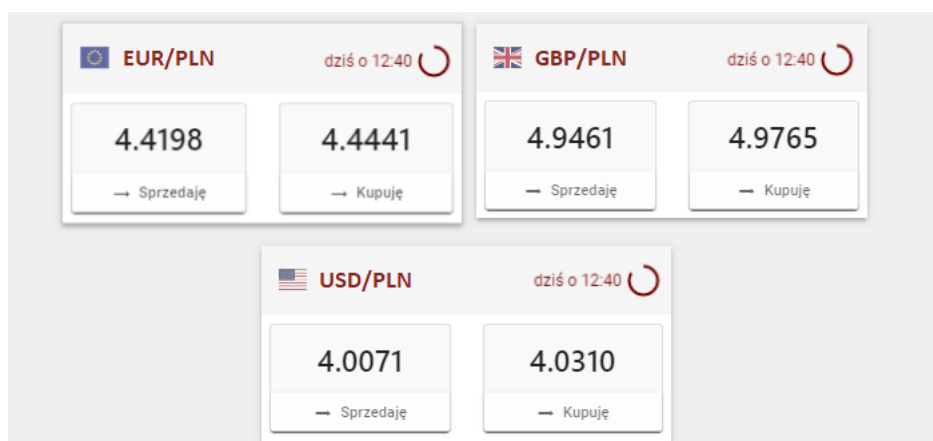 EUR/PLN dziś o 12:40
4.4198 4.4441
→ Sprzedaję → Kupuję
GBP/PLN dziś o 12:40
4.9461 4.9765
→ Sprzedaję → Kupuję
USD/PLN dziś o 12:40
4.0071 4.0310
→ Sprzedaję → Kupuję